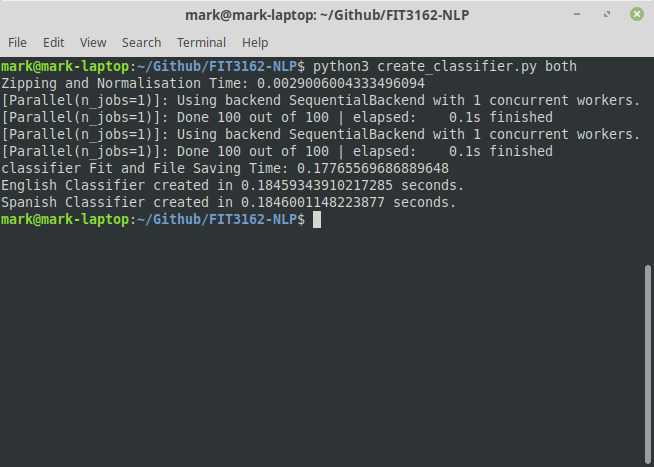 mark@mark-laptop: ~/Github/FIT3162-NLP
File Edit View Search Terminal Help
mark@mark-laptop:~/Github/FIT3162-NLP$ python3 create_classifier.py both
Zipping and Normalisation Time: 0.0029006004333496094
[Parallel(n_jobs=1)]: Using backend SequentialBackend with 1 concurrent workers.
[Parallel(n_jobs=1)]: Done 100 out of 100 | elapsed:    0.1s finished
[Parallel(n_jobs=1)]: Using backend SequentialBackend with 1 concurrent workers.
[Parallel(n_jobs=1)]: Done 100 out of 100 | elapsed:    0.1s finished
classifier Fit and File Saving Time: 0.17765569686889648
English Classifier created in 0.18459343910217285 seconds.
Spanish Classifier created in 0.1846001148223877 seconds.
mark@mark-laptop:~/Github/FIT3162-NLP$